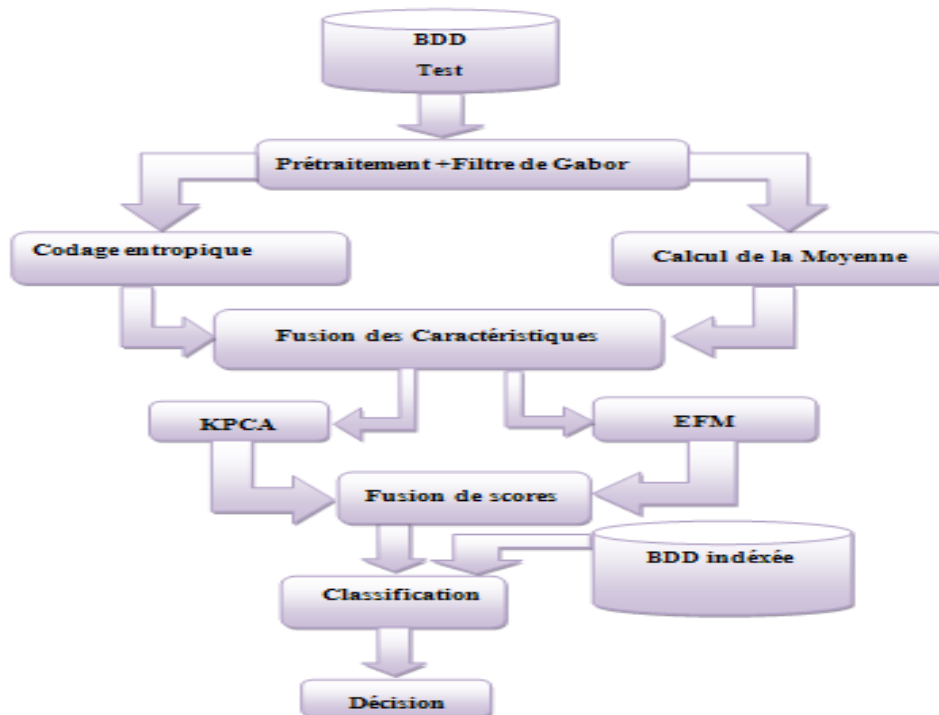 BDD
Test
Prétraitement +Filtre de Gabor
Codage entropique
Calcul de la Moyenne
Fusion des Caractéristiques
KPCA
EFM
Fusion de scores
BDD indéxée
Classification
Décision